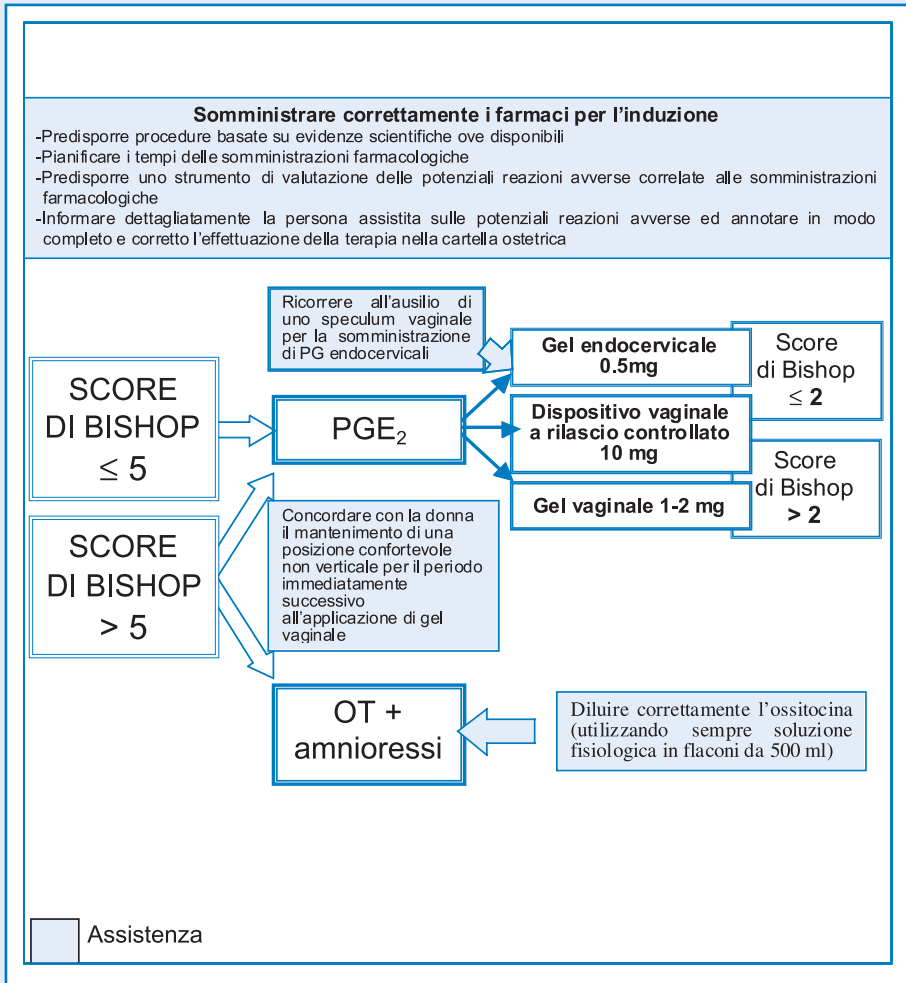 Somministrare correttamente i farmaci per l'induzione
-Predisporre procedure basate su evidenze scientifiche ove disponibili
-Pianificare i tempi delle somministrazioni farmacologiche
-Predisporre uno strumento di valutazione delle potenziali reazioni avverse correlate alle somministrazioni
farmacologiche
-Informare dettagliatamente la persona assistita sulle potenziali reazioni avverse ed annotare in modo
completo e corretto l'effettuazione della terapia nella cartella ostetrica
Ricorrere all'ausilio di
uno speculum vaginale
per la somministrazione
di PG endocervicali
SCORE
DI BISHOP
≤ 5
PGE₂
Gel endocervicale
0.5mg
Dispositivo vaginale
a rilascio controllato
10 mg
Gel vaginale 1-2 mg
Score
di Bishop
≤ 2
Score
di Bishop
> 2
SCORE
DI BISHOP
> 5
Concordare con la donna
il mantenimento di una
posizione confortevole
non verticale per il periodo
immediatamente
successivo
all'applicazione di gel
vaginale
OT +
amnioressi
Diluire correttamente l'ossitocina
(utilizzando sempre soluzione
fisiologica in flaconi da 500 ml)
Assistenza